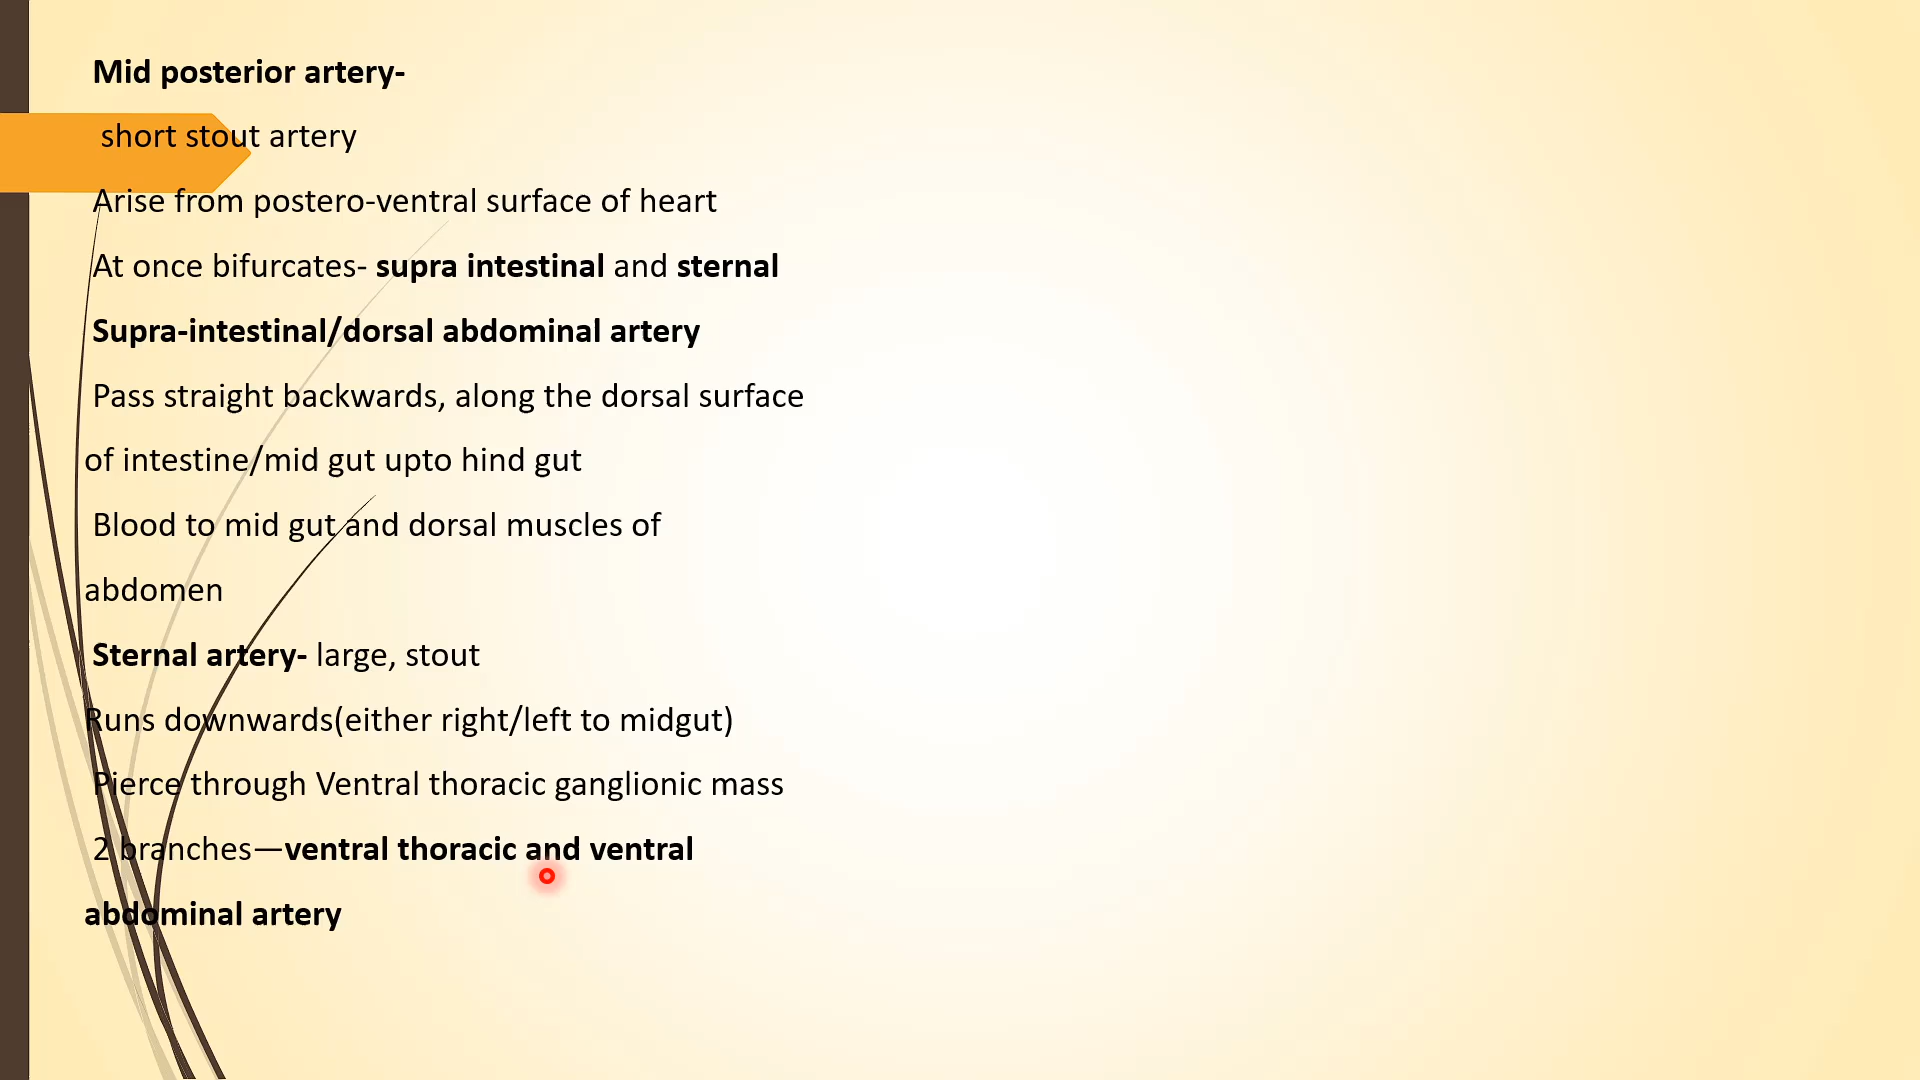 Mid posterior artery-
short stout artery
Arise from postero-ventral surface of heart
At once bifurcates- supra intestinal and sternal
Supra-intestinal/dorsal abdominal artery
Pass straight backwards, along the dorsal surface
of intestine/mid gut upto hind gut
Blood to mid gut and dorsal muscles of
abdomen
Sternal artery- large, stout
Runs downwards(either right/left to midgut)
Pierce through Ventral thoracic ganglionic mass
2 branches—ventral thoracic and ventral
abdominal artery